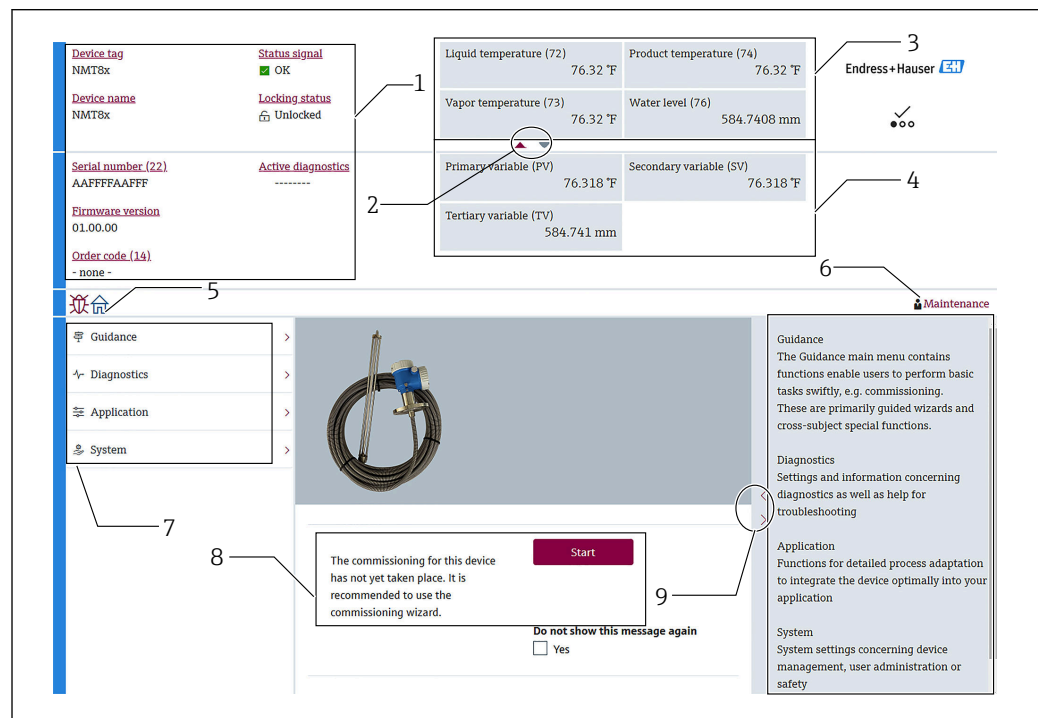 Device tag
NMT8x
Status signal
OK
Device name
NMT8x
Locking status
Unlocked
1
Liquid temperature (72)
76.32 °F
Product temperature (74)
76.32 °F
Vapor temperature (73)
76.32 °F
Water level (76)
584.7408 mm
3
Endress+Hauser EH
2
Serial number (22)
AAFFFFAAFFF
Active diagnostics
--------
Firmware version
01.00.00
Order code (14)
- none -
Primary variable (PV)
76.318 °F
Secondary variable (SV)
76.318 °F
Tertiary variable (TV)
584.741 mm
4
5
6
Maintenance
Guidance
Diagnostics
Application
System
7
8
The commissioning for this device
has not yet taken place. It is
recommended to use the
commissioning wizard.
Start
Do not show this message again
Yes
9
Guidance
The Guidance main menu contains
functions enable users to perform basic
tasks swiftly, e.g. commissioning.
These are primarily guided wizards and
cross-subject special functions.
Diagnostics
Settings and information concerning
diagnostics as well as help for
troubleshooting
Application
Functions for detailed process adaptation
to integrate the device optimally into your
application
System
System settings concerning device
management, user administration or
safety